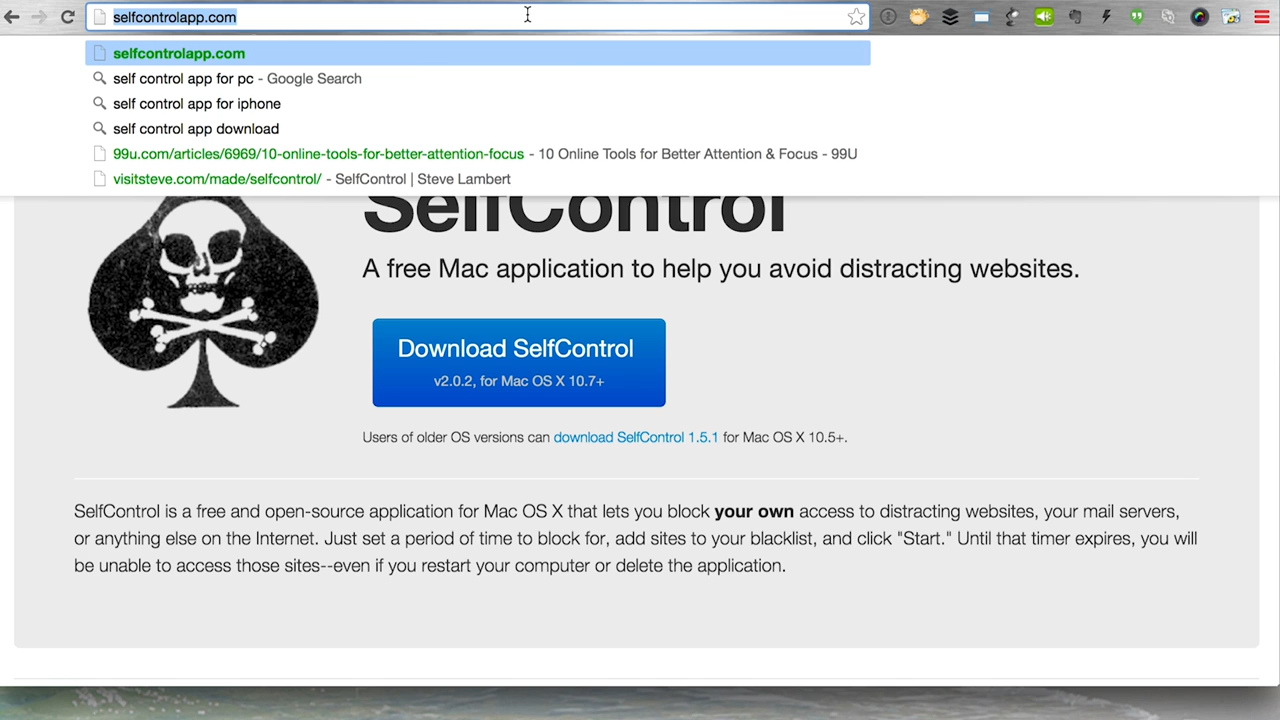 selfcontrolapp.com
selfcontrolapp.com
self control app for pc - Google Search
self control app for iphone
self control app download
99u.com/articles/6969/10-online-tools-for-better-attention-focus - 10 Online Tools for Better Attention & Focus - 99U
visitsteve.com/made/selfcontrol/ - SelfControl | Steve Lambert
SelfControl
A free Mac application to help you avoid distracting websites.
Download SelfControl
v2.0.2, for Mac OS X 10.7+
Users of older OS versions can download SelfControl 1.5.1 for Mac OS X 10.5+.
SelfControl is a free and open-source application for Mac OS X that lets you block your own access to distracting websites, your mail servers,
or anything else on the Internet. Just set a period of time to block for, add sites to your blacklist, and click "Start." Until that timer expires, you will
be unable to access those sites--even if you restart your computer or delete the application.